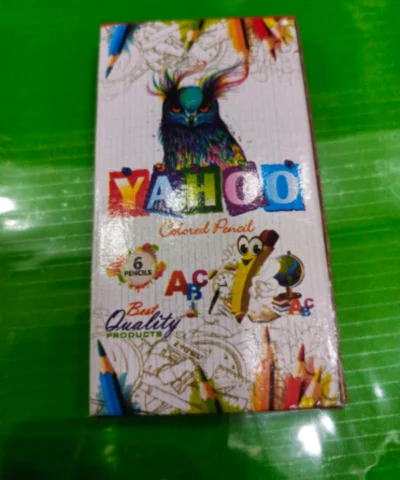 YAHOO
Colored Pencil
6
PENCILS
ABC
Best
Quality
PRODUCTS
ABC